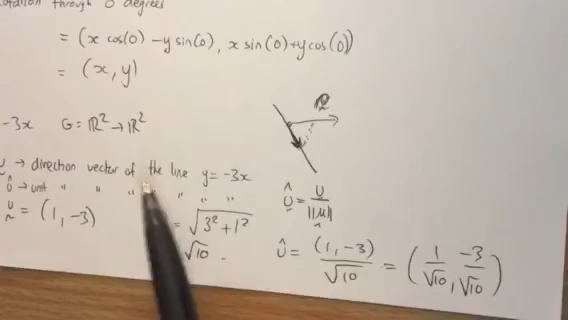 through 0 degrees
= (x cos(0) - y sin(0), x sin(0) + y cos(0))
= (x, y)
-3x G = ℝ² → ℝ²
u → direction vector of the line y = -3x
û → unit " " " " " "
û = u / ||u||
u = (1, -3)
= √(3² + 1²)
√10 .
û = (1, -3) / √10 = (1/√10, -3/√10)